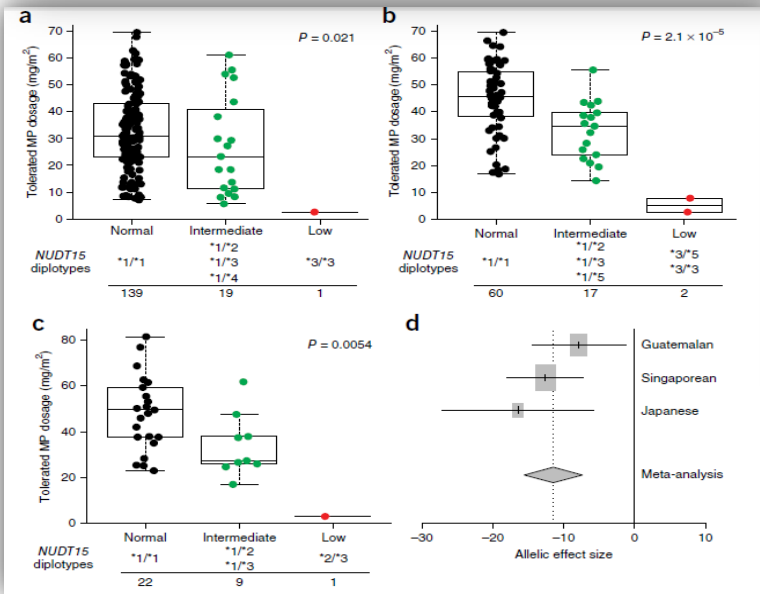 a
P = 0.021
Tolerated MP dosage (mg/m²)
70
60
50
40
30
20
10
0
Normal Intermediate Low
NUDT15 diplotypes
*1/*1
*1/*2
*1/*3
*1/*4
*3/*3
139 19 1
b
P = 2.1 × 10⁻⁵
Tolerated MP dosage (mg/m²)
70
60
50
40
30
20
10
0
Normal Intermediate Low
NUDT15 diplotypes
*1/*1
*1/*2
*1/*3
*1/*5
*3/*5
*3/*3
60 17 2
c
P = 0.0054
Tolerated MP dosage (mg/m²)
80
60
40
20
0
Normal Intermediate Low
NUDT15 diplotypes
*1/*1
*1/*2
*1/*3
*2/*3
22 9 1
d
Guatemalan
Singaporean
Japanese
Meta-analysis
−30 −20 −10 0 10
Allelic effect size